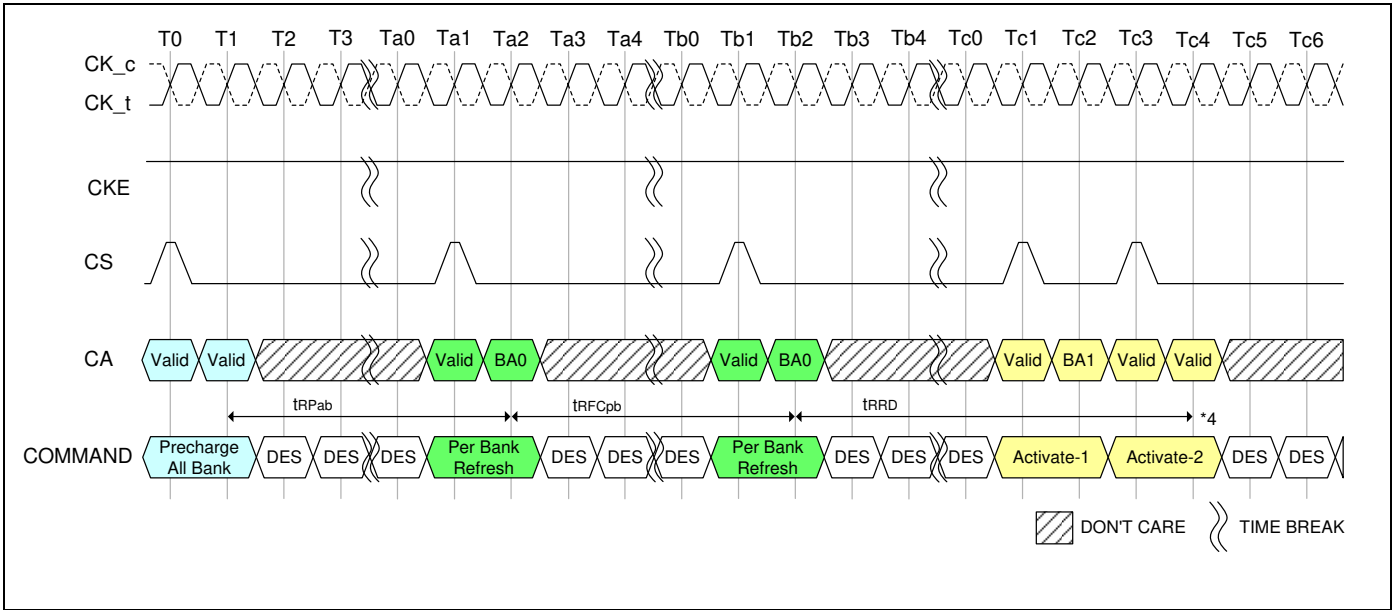 T0 T1 T2 T3 Ta0 Ta1 Ta2 Ta3 Ta4 Tb0 Tb1 Tb2 Tb3 Tb4 Tc0 Tc1 Tc2 Tc3 Tc4 Tc5 Tc6
CK_c
CK_t
CKE
CS
CA Valid Valid Valid BA0 Valid BA0 Valid BA1 Valid Valid
tRPab tRFCpb tRRD *4
COMMAND Precharge All Bank DES DES DES Per Bank Refresh DES DES DES Per Bank Refresh DES DES DES Activate-1 Activate-2 DES DES
DON'T CARE TIME BREAK